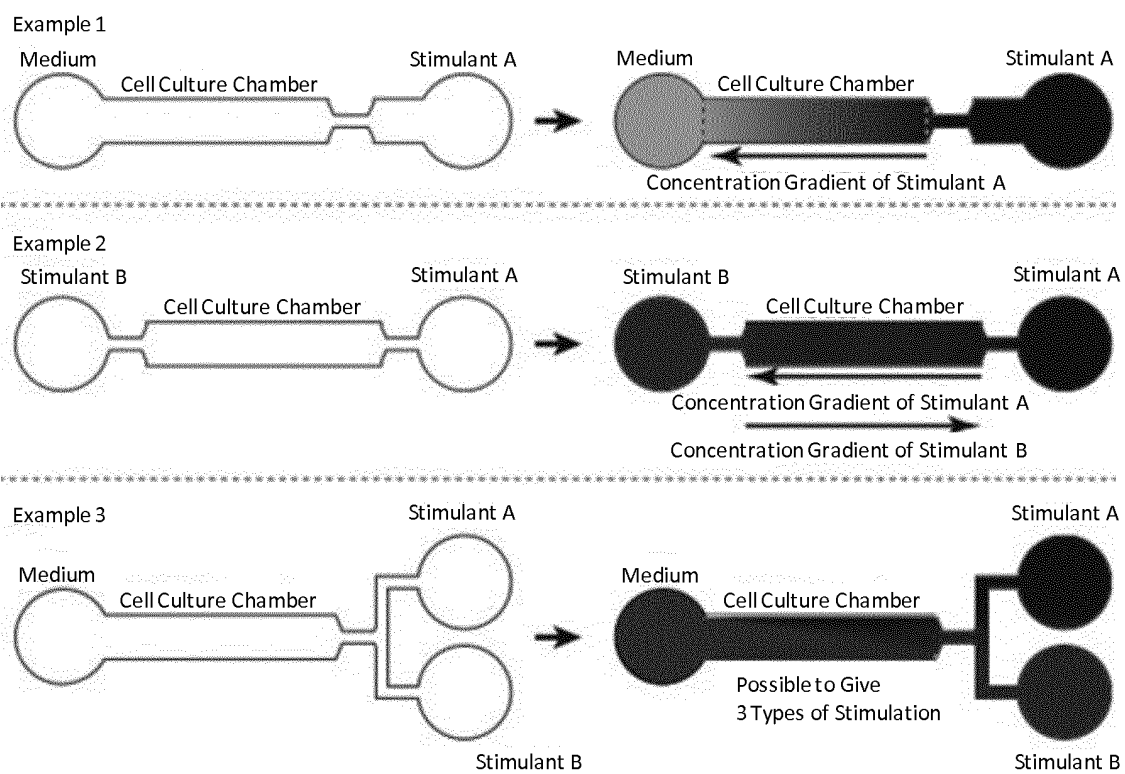 Example 1
Medium
Stimulant A
Cell Culture Chamber
Medium
Stimulant A
Cell Culture Chamber
Concentration Gradient of Stimulant A
Example 2
Stimulant B
Stimulant A
Cell Culture Chamber
Stimulant B
Stimulant A
Cell Culture Chamber
Concentration Gradient of Stimulant A
Concentration Gradient of Stimulant B
Example 3
Stimulant A
Medium
Cell Culture Chamber
Stimulant B
Stimulant A
Medium
Cell Culture Chamber
Possible to Give
3 Types of Stimulation
Stimulant B